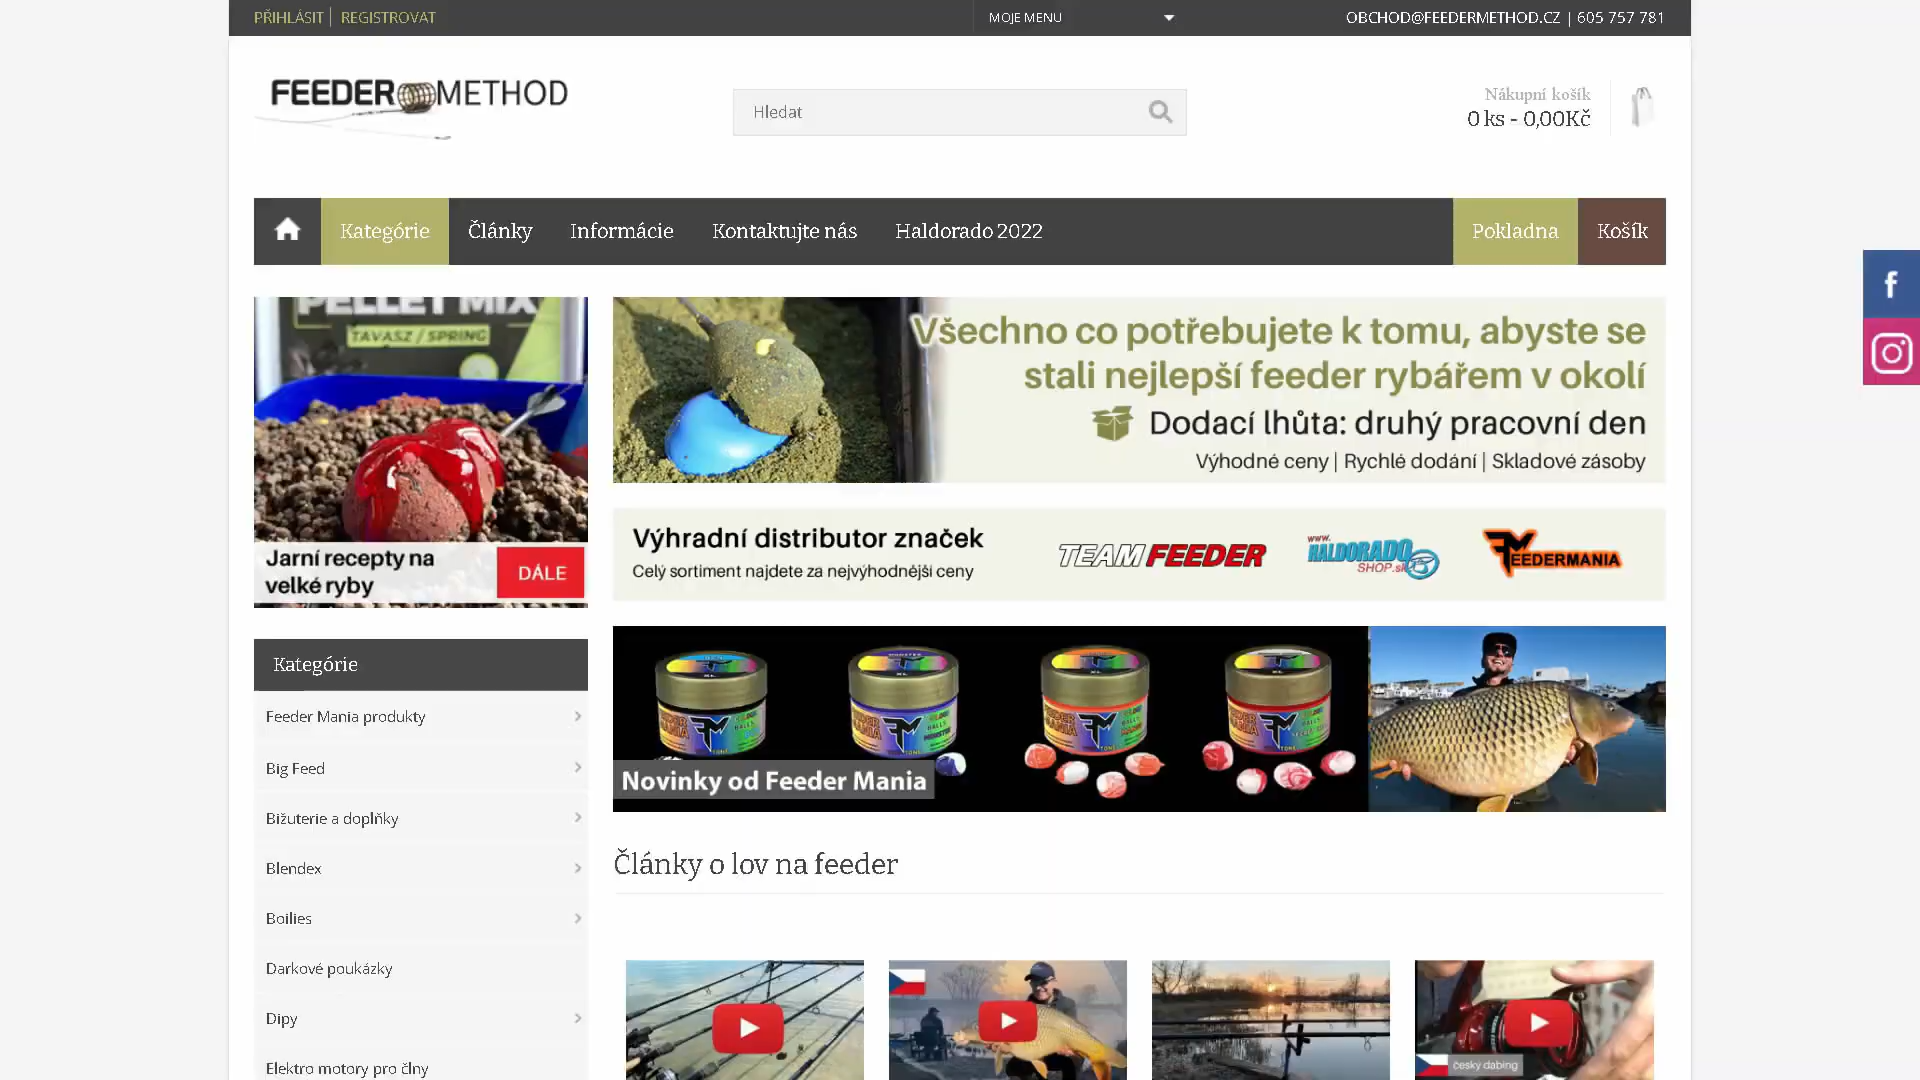 PŘIHLÁSIT
REGISTROVAT
MOJE MENU
OBCHOD@FEEDERMETHOD.CZ | 605 757 781
FEEDER METHOD
Hledat
Nákupní košík
0 ks - 0,00Kč
Kategórie
Články
Informácie
Kontaktujte nás
Haldorado 2022
Pokladna
Košík
PELLET MIX
TAVASZ / SPRING
Jarní recepty na
velké ryby
DÁLE
Všechno co potřebujete k tomu, abyste se
stali nejlepší feeder rybářem v okolí
Dodací lhůta: druhý pracovní den
Výhodné ceny | Rychlé dodání | Skladové zásoby
Výhradní distributor značek
Celý sortiment najdete za nejvýhodnější ceny
TEAM FEEDER
www.
HALDORADO
SHOP.sk
FEEDERMANIA
Novinky od Feeder Mania
Kategórie
Feeder Mania produkty
Big Feed
Bižuterie a doplňky
Blendex
Boilies
Darkové poukázky
Dipy
Elektro motory pro člny
Články o lov na feeder
český dabing